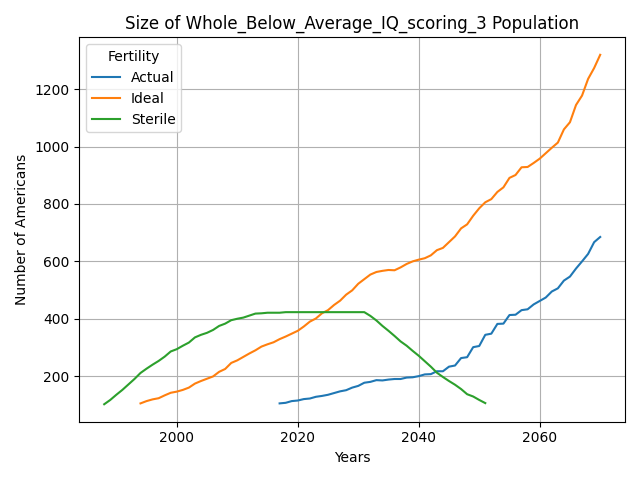 Size of Whole_Below_Average_IQ_scoring_3 Population
Fertility
Actual
Ideal
Sterile
Number of Americans
1200
1000
800
600
400
200
2000
2020
2040
2060
Years